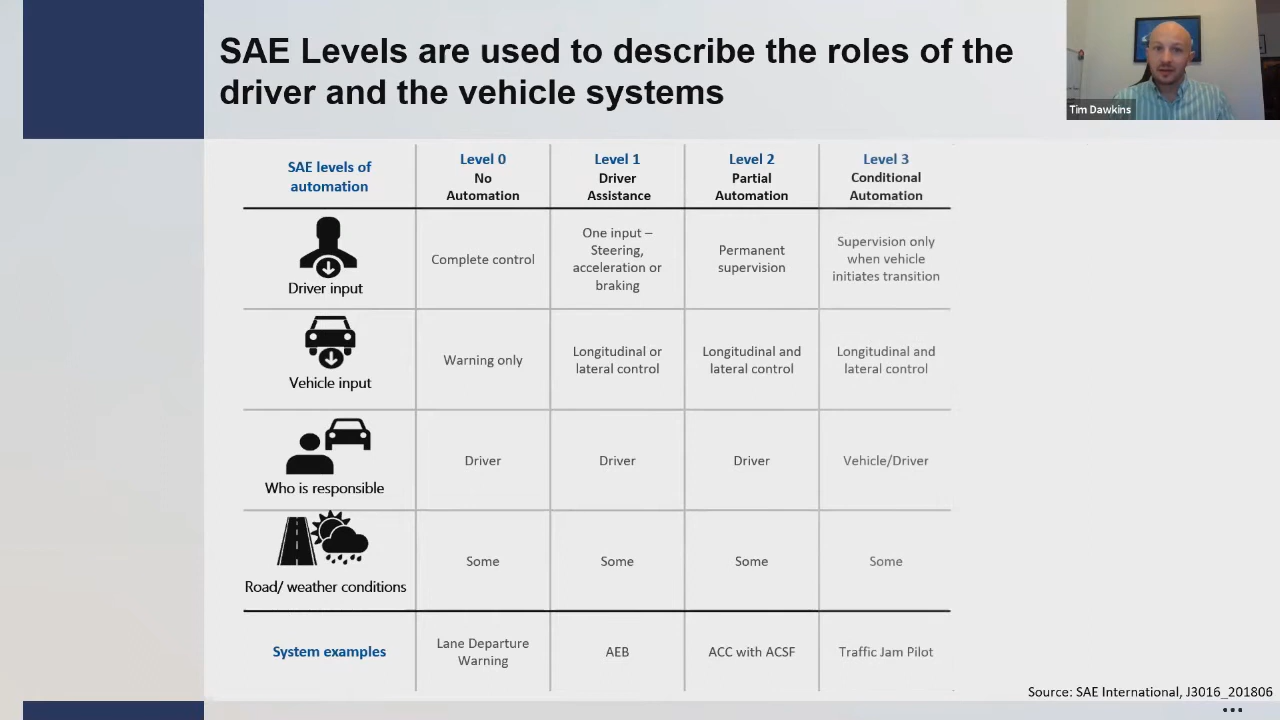 SAE Levels are used to describe the roles of the
driver and the vehicle systems
Tim Dawkins
SAE levels of
automation
Level 0
No
Automation
Level 1
Driver
Assistance
Level 2
Partial
Automation
Level 3
Conditional
Automation
Driver input
Complete control
One input –
Steering,
acceleration or
braking
Permanent
supervision
Supervision only
when vehicle
initiates transition
Vehicle input
Warning only
Longitudinal or
lateral control
Longitudinal and
lateral control
Longitudinal and
lateral control
Who is responsible
Driver
Driver
Driver
Vehicle/Driver
Road/ weather conditions
Some
Some
Some
Some
System examples
Lane Departure
Warning
AEB
ACC with ACSF
Traffic Jam Pilot
Source: SAE International, J3016_201806